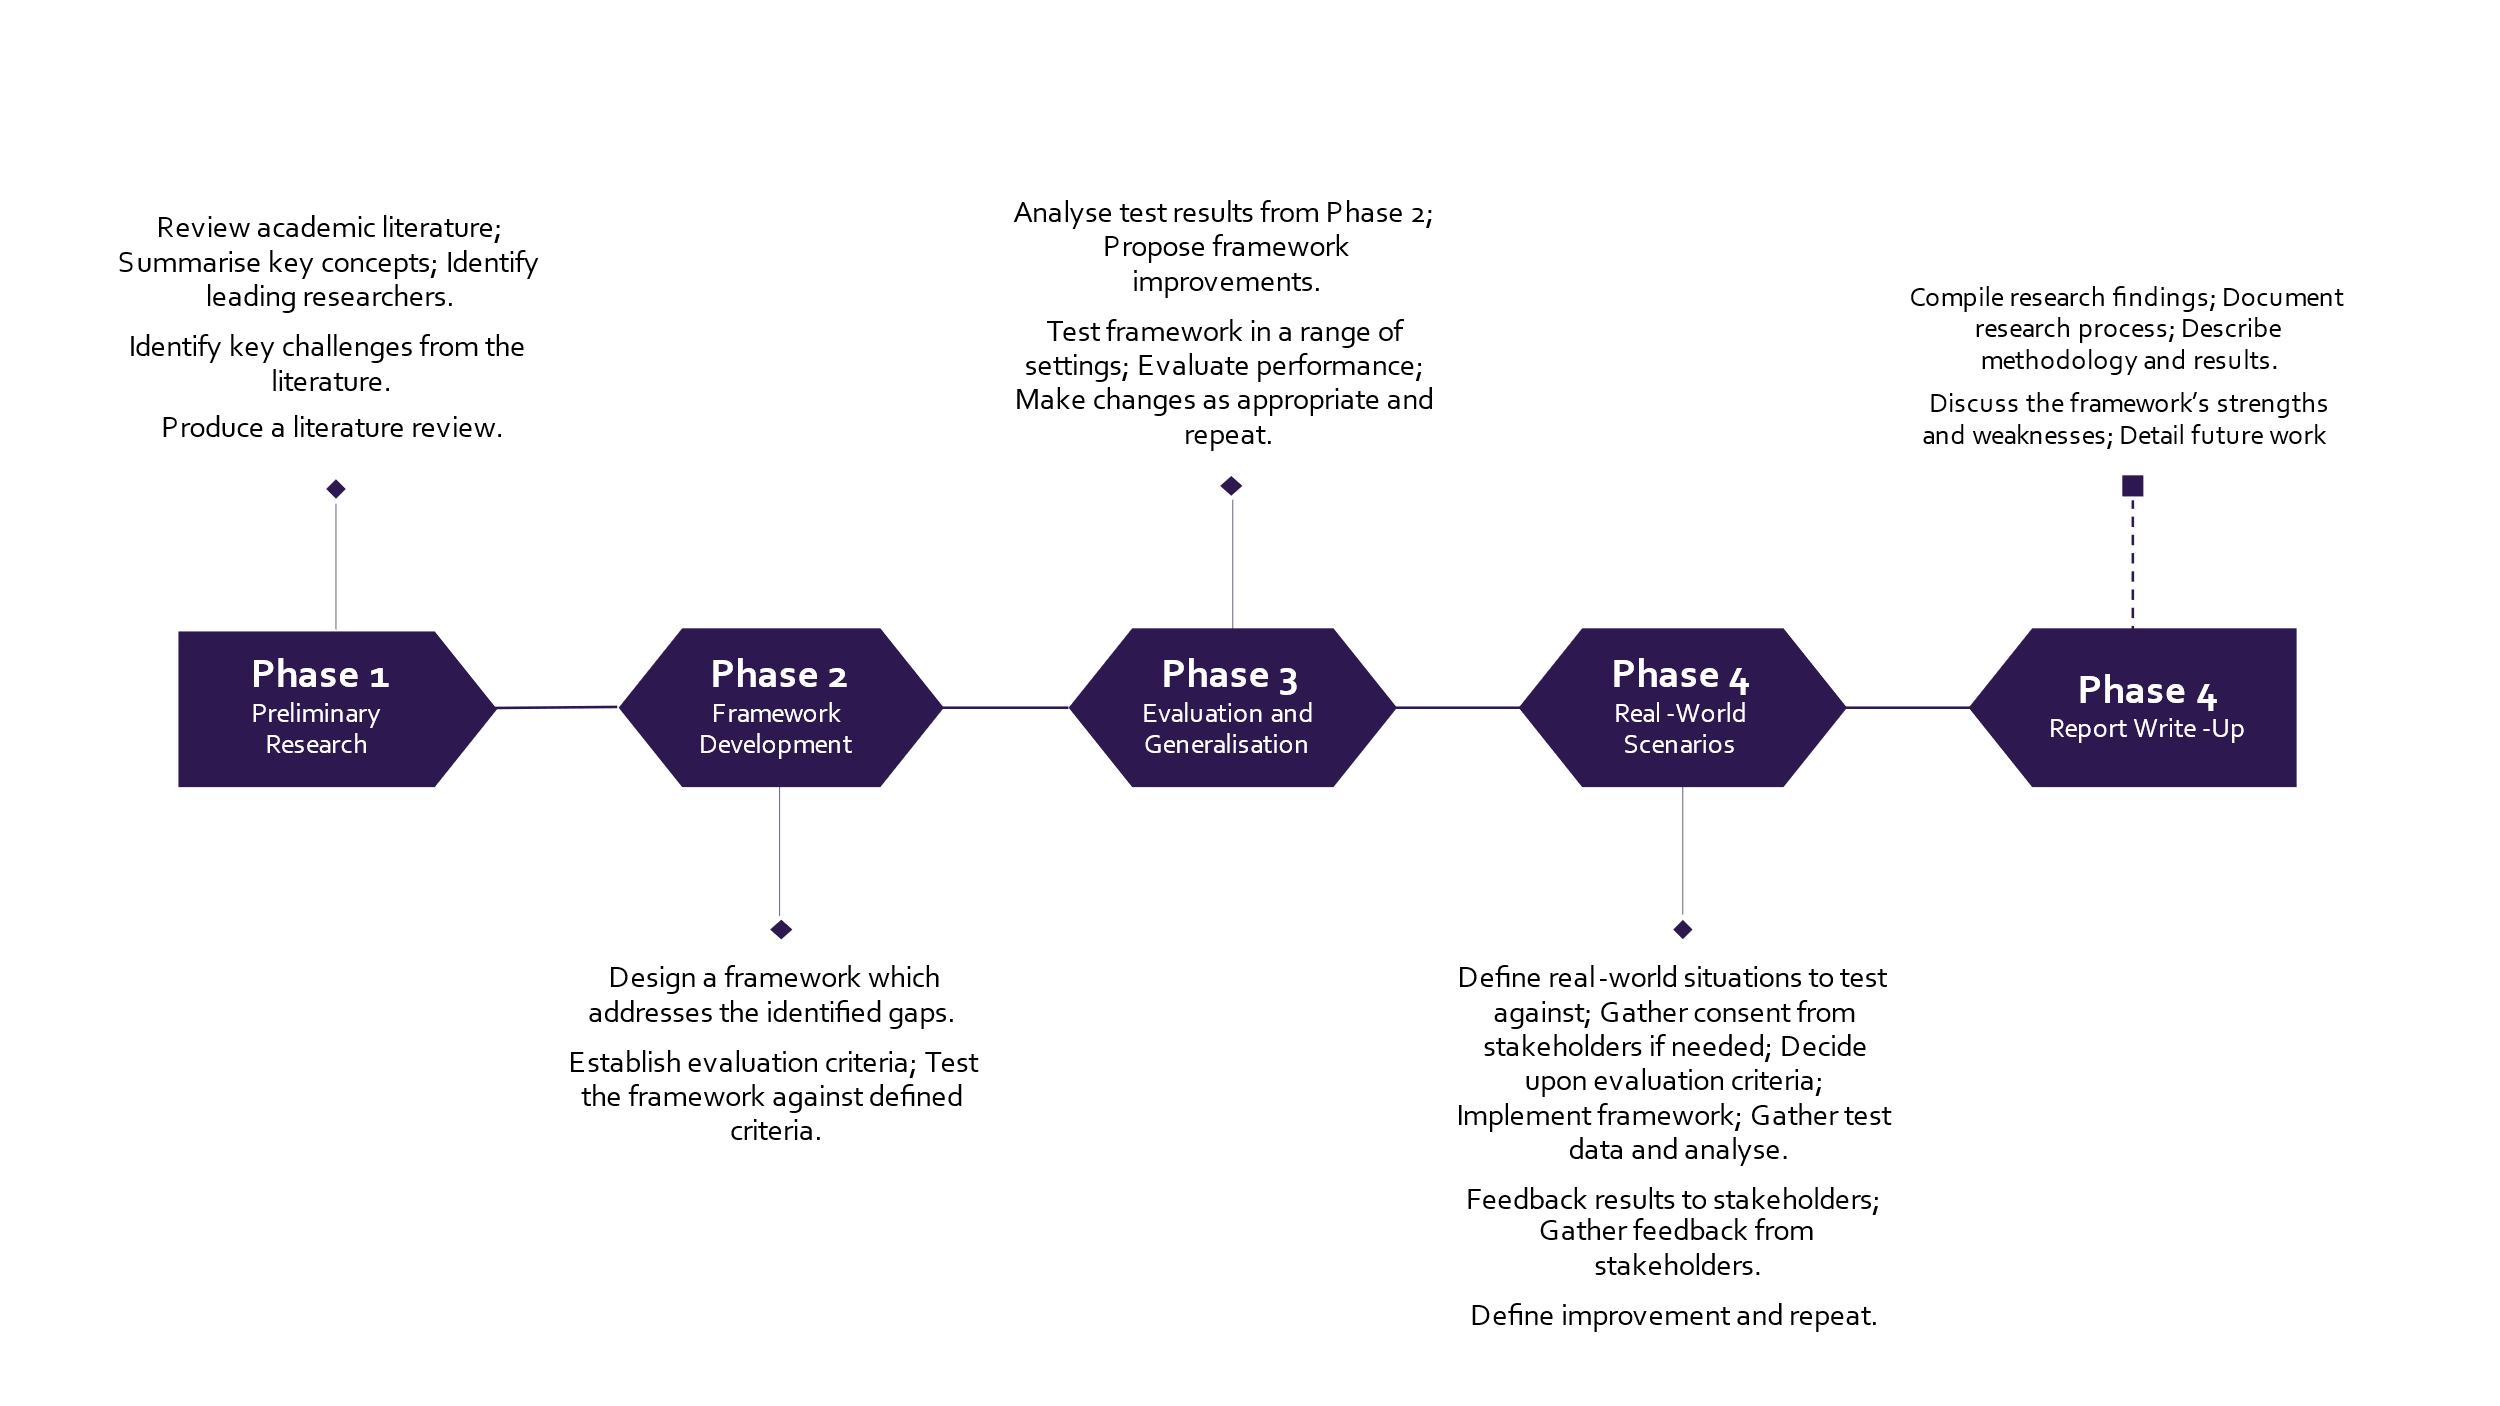 Review academic literature;
Summarise key concepts; Identify
leading researchers.
Identify key challenges from the
literature.
Produce a literature review.
Phase 1
Preliminary
Research
Phase 2
Framework
Development
Design a framework which
addresses the identified gaps.
Establish evaluation criteria; Test
the framework against defined
criteria.
Analyse test results from Phase 2;
Propose framework
improvements.
Test framework in a range of
settings; Evaluate performance;
Make changes as appropriate and
repeat.
Phase 3
Evaluation and
Generalisation
Phase 4
Real-World
Scenarios
Define real-world situations to test
against; Gather consent from
stakeholders if needed; Decide
upon evaluation criteria;
Implement framework; Gather test
data and analyse.
Feedback results to stakeholders;
Gather feedback from
stakeholders.
Define improvement and repeat.
Compile research findings; Document
research process; Describe
methodology and results.
Discuss the framework’s strengths
and weaknesses; Detail future work
Phase 4
Report Write-Up